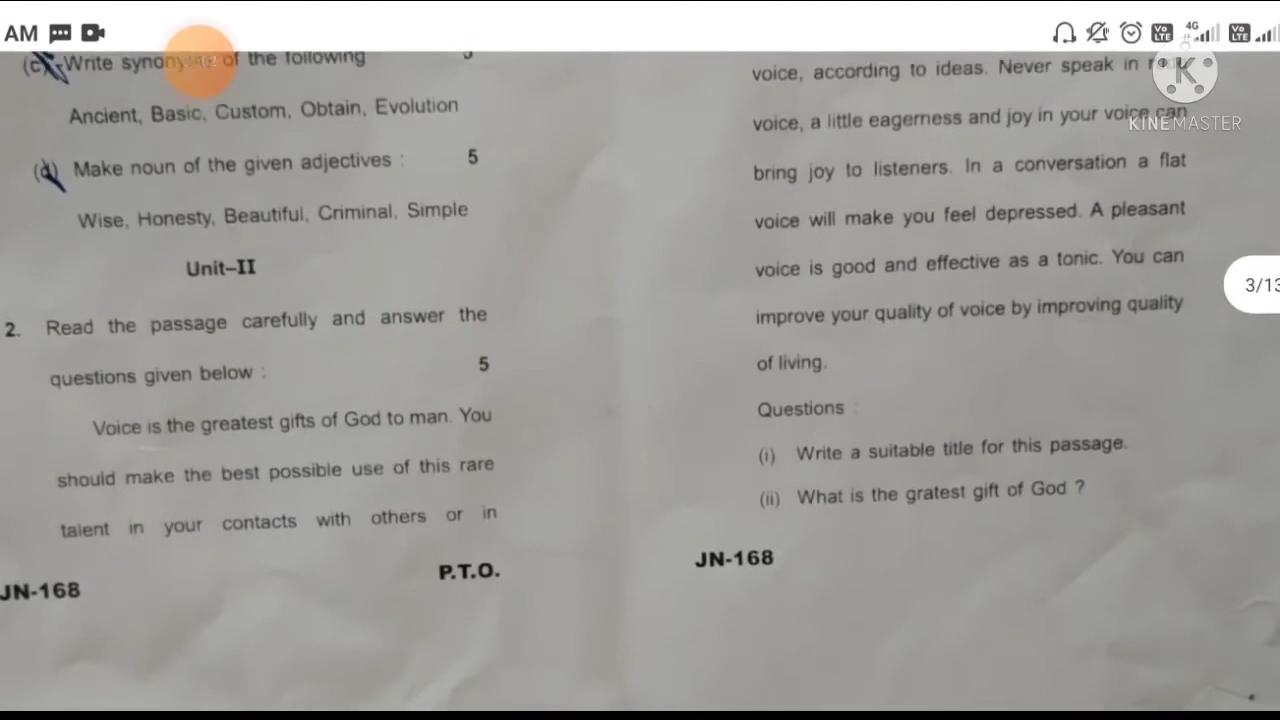 AM
4G
Vo LTE
Vo LTE
KINEMASTER
3/13
(c) Write of the following
Ancient, Basic, Custom, Obtain, Evolution
(d) Make noun of the given adjectives : 5
Wise, Honesty, Beautiful, Criminal, Simple
Unit–II
2. Read the passage carefully and answer the
questions given below : 5
Voice is the greatest gifts of God to man. You
should make the best possible use of this rare
talent in your contacts with others or in
JN-168
P.T.O.
voice, according to ideas. Never speak in
voice, a little eagerness and joy in your voice can
bring joy to listeners. In a conversation a flat
voice will make you feel depressed. A pleasant
voice is good and effective as a tonic. You can
improve your quality of voice by improving quality
of living.
Questions :
(i) Write a suitable title for this passage.
(ii) What is the gratest gift of God ?
JN-168